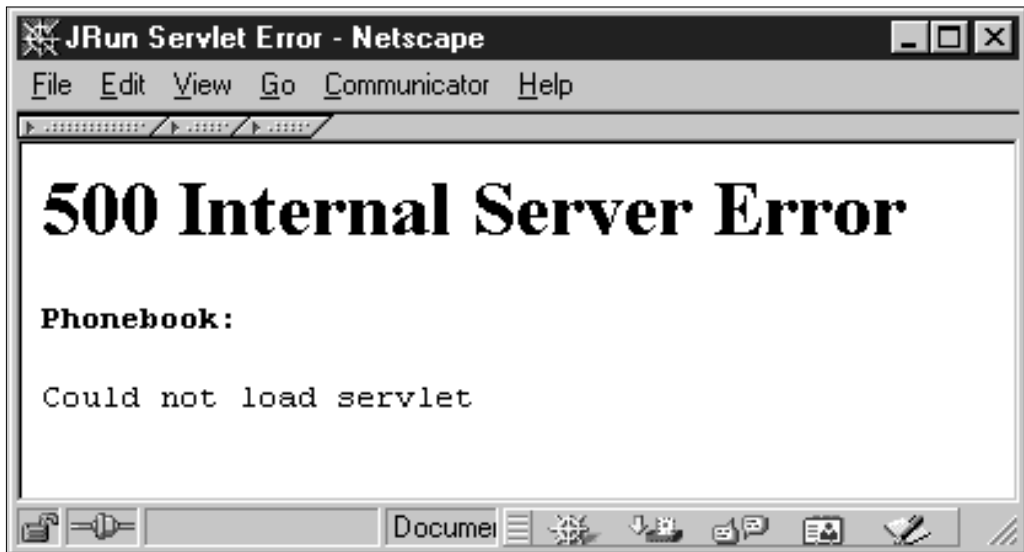 JRun Servlet Error - Netscape
File Edit View Go Communicator Help
500 Internal Server Error
Phonebook:
Could not load servlet
Documen